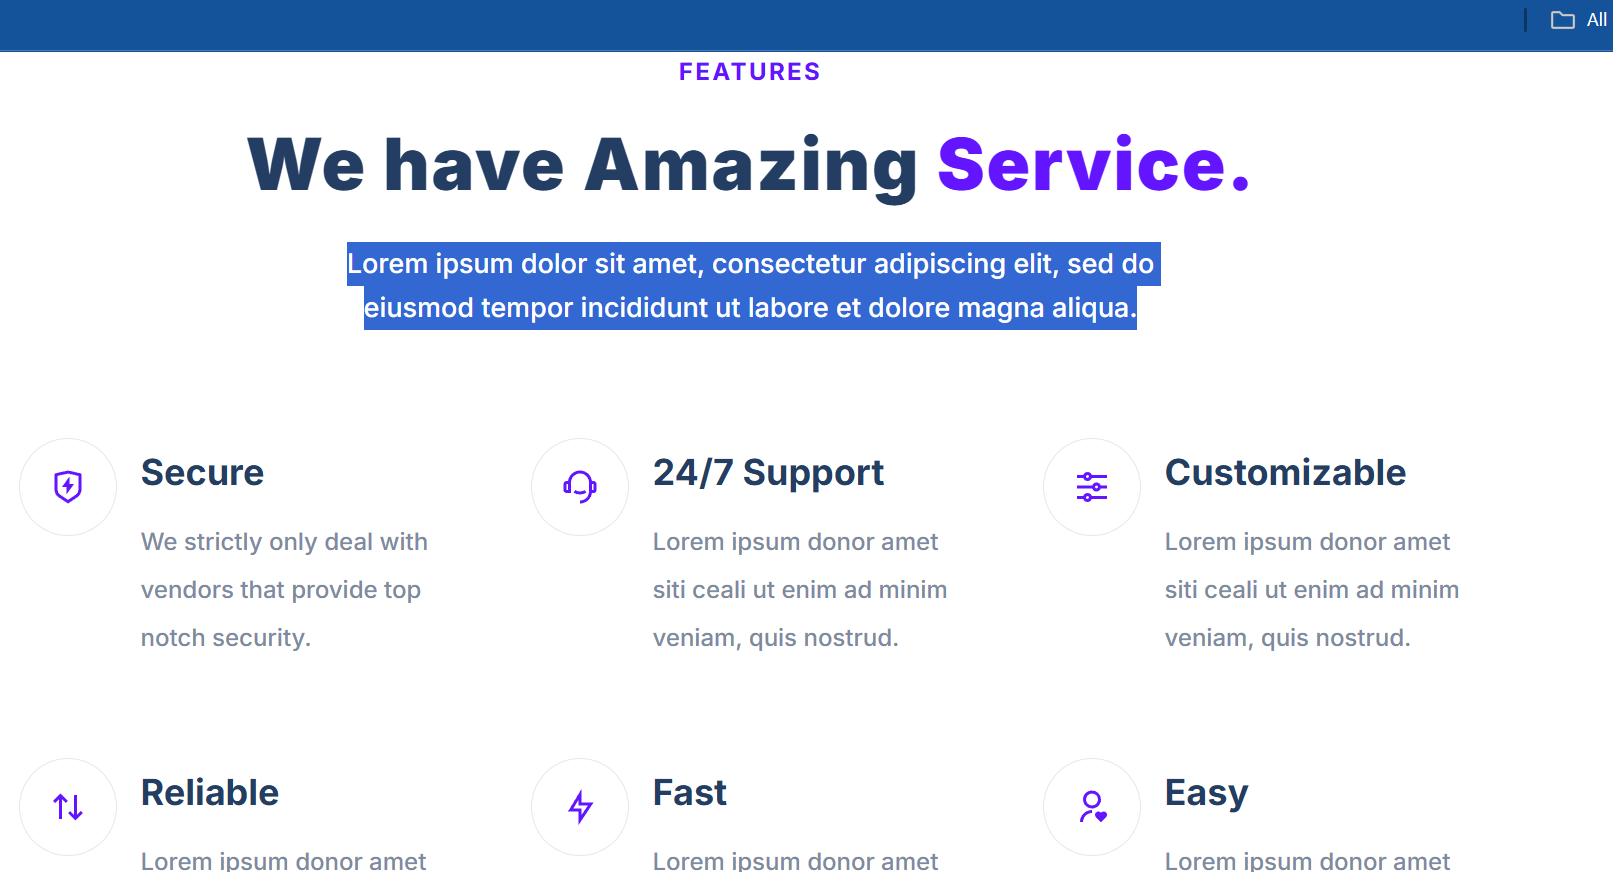 All
FEATURES
We have Amazing Service.
Lorem ipsum dolor sit amet, consectetur adipiscing elit, sed do
eiusmod tempor incididunt ut labore et dolore magna aliqua.
Secure
We strictly only deal with
vendors that provide top
notch security.
24/7 Support
Lorem ipsum donor amet
siti ceali ut enim ad minim
veniam, quis nostrud.
Customizable
Lorem ipsum donor amet
siti ceali ut enim ad minim
veniam, quis nostrud.
Reliable
Lorem ipsum donor amet
Fast
Lorem ipsum donor amet
Easy
Lorem ipsum donor amet